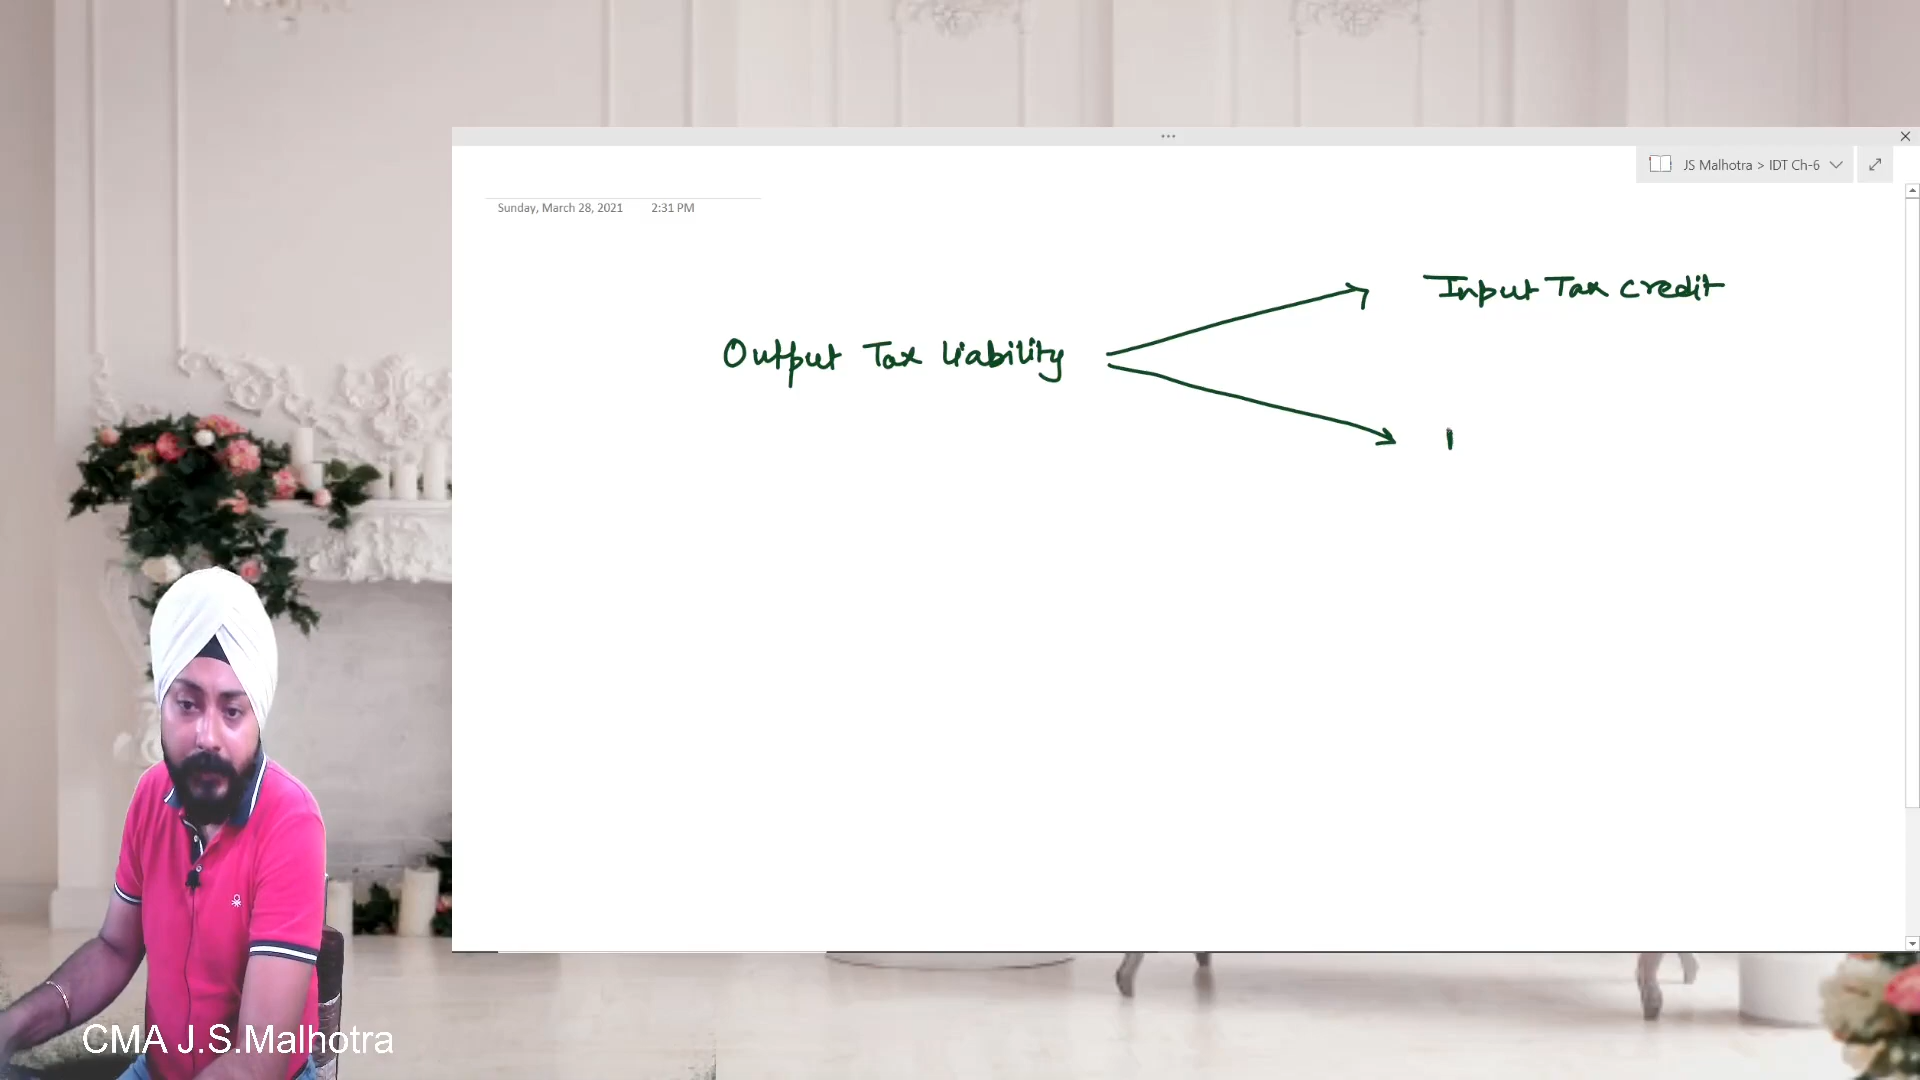 JS Malhotra > IDT Ch-6
Sunday, March 28, 2021 2:31 PM
Input Tax credit
Output Tax liability
CMA J.S.Malhotra